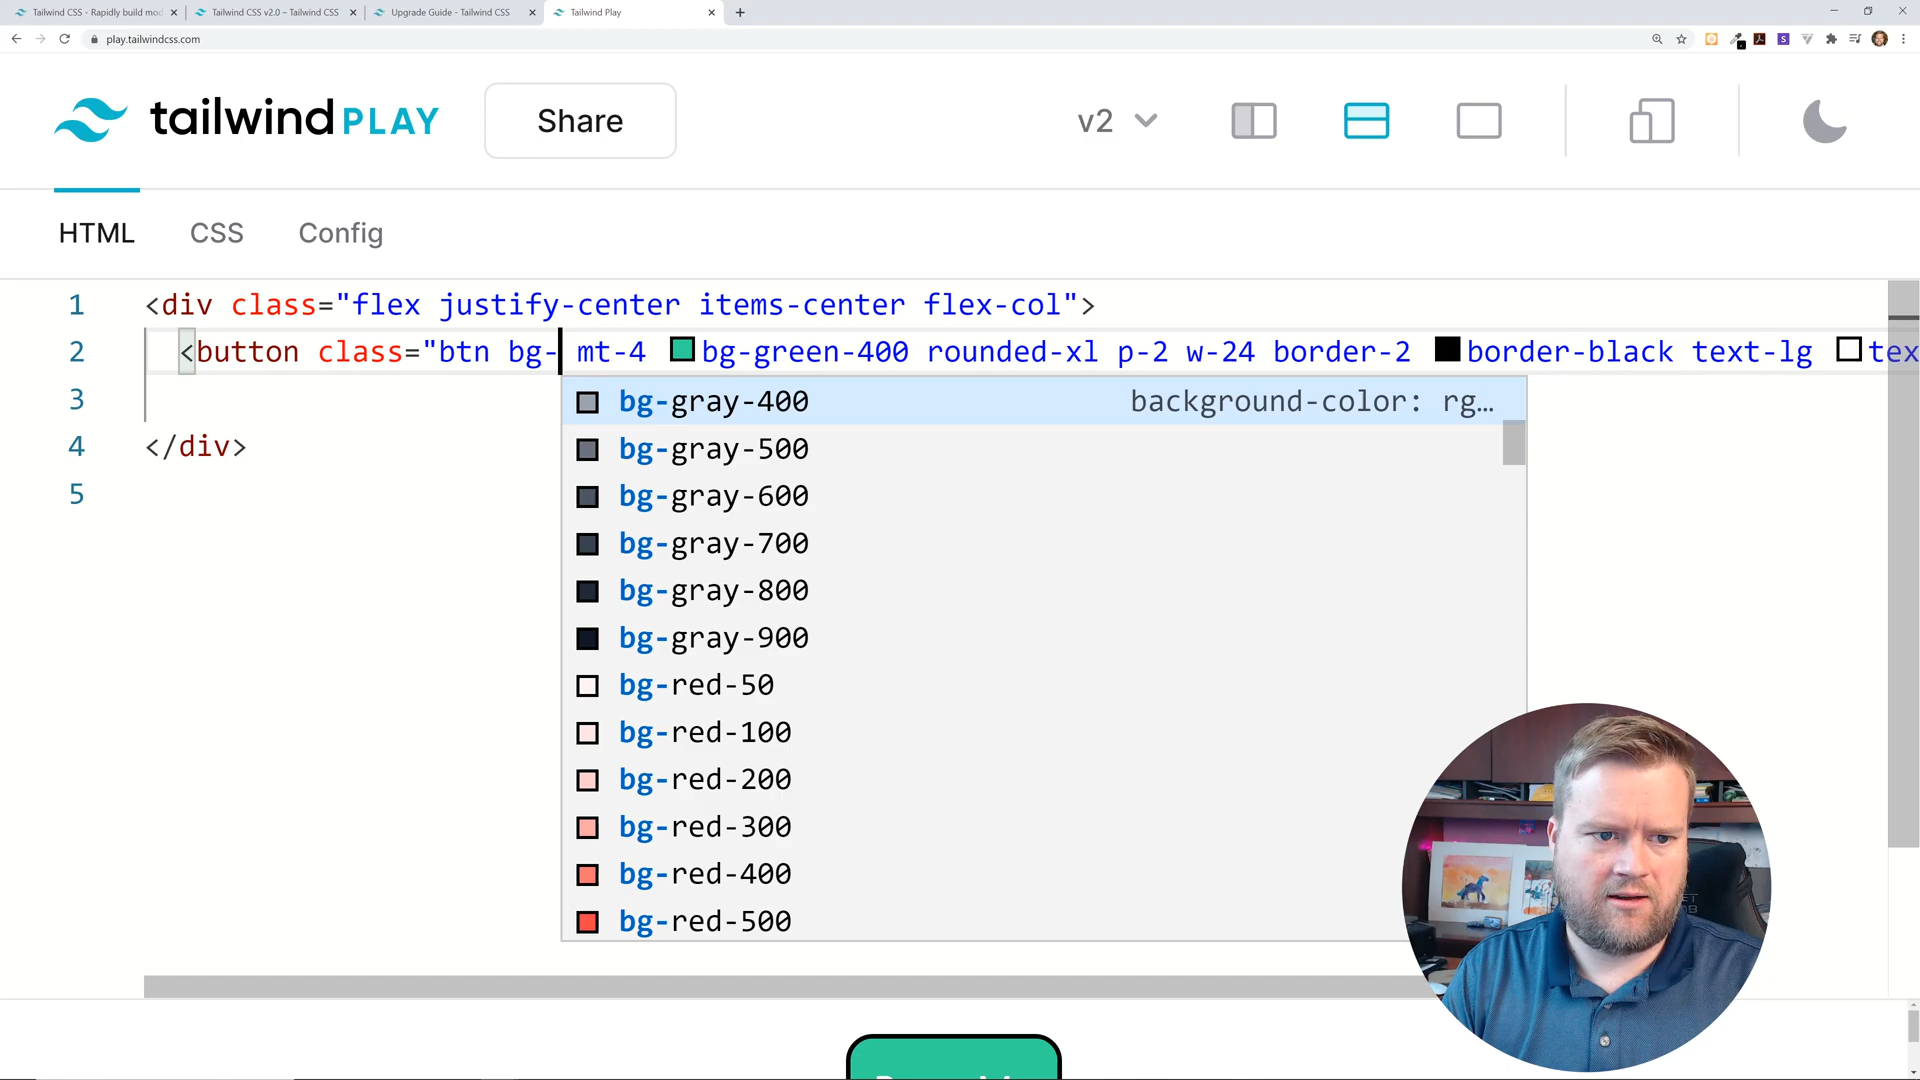 Tailwind CSS - Rapidly build mod
Tailwind CSS v2.0 – Tailwind CSS
Upgrade Guide - Tailwind CSS
Tailwind Play
play.tailwindcss.com
tailwind PLAY
Share
v2
HTML
CSS
Config
1 <div class="flex justify-center items-center flex-col">
2 <button class="btn bg- mt-4 bg-green-400 rounded-xl p-2 w-24 border-2 border-black text-lg tex
3
4 </div>
5
bg-gray-400 background-color: rg…
bg-gray-500
bg-gray-600
bg-gray-700
bg-gray-800
bg-gray-900
bg-red-50
bg-red-100
bg-red-200
bg-red-300
bg-red-400
bg-red-500